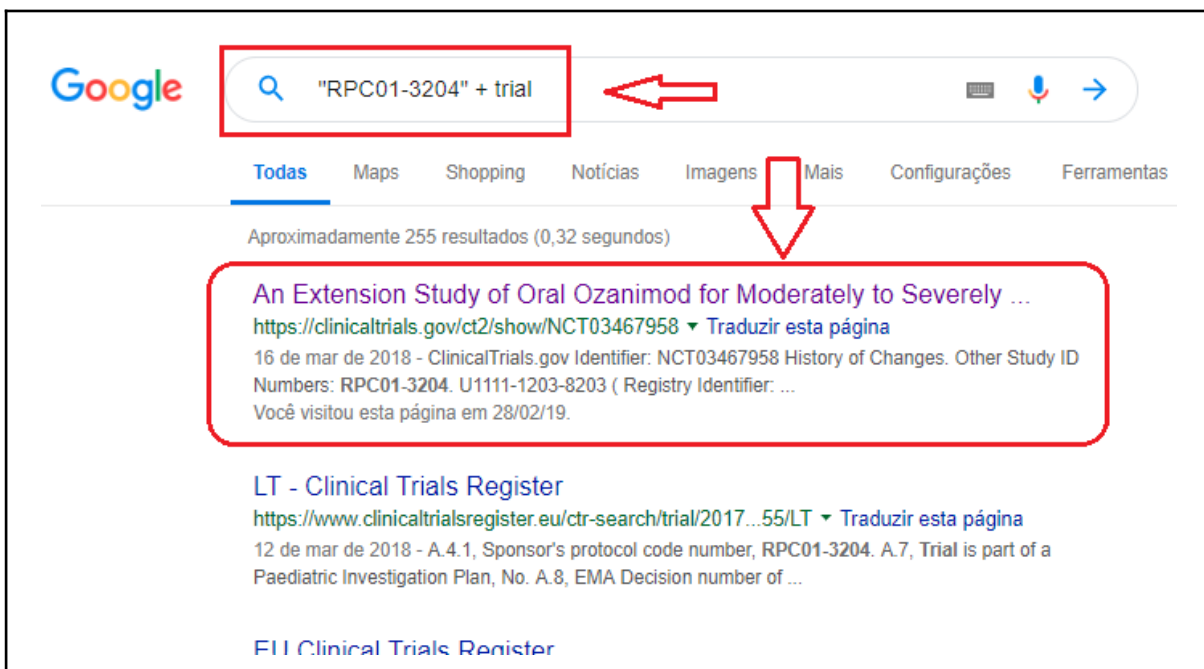 Google
"RPC01-3204" + trial
Todas Maps Shopping Notícias Imagens Mais Configurações Ferramentas
Aproximadamente 255 resultados (0,32 segundos)
An Extension Study of Oral Ozanimod for Moderately to Severely ...
https://clinicaltrials.gov/ct2/show/NCT03467958 ▾ Traduzir esta página
16 de mar de 2018 - ClinicalTrials.gov Identifier: NCT03467958 History of Changes. Other Study ID
Numbers: RPC01-3204. U1111-1203-8203 ( Registry Identifier: ...
Você visitou esta página em 28/02/19.
LT - Clinical Trials Register
https://www.clinicaltrialsregister.eu/ctr-search/trial/2017...55/LT ▾ Traduzir esta página
12 de mar de 2018 - A.4.1, Sponsor's protocol code number, RPC01-3204. A.7, Trial is part of a
Paediatric Investigation Plan, No. A.8, EMA Decision number of ...
EU Clinical Trials Register